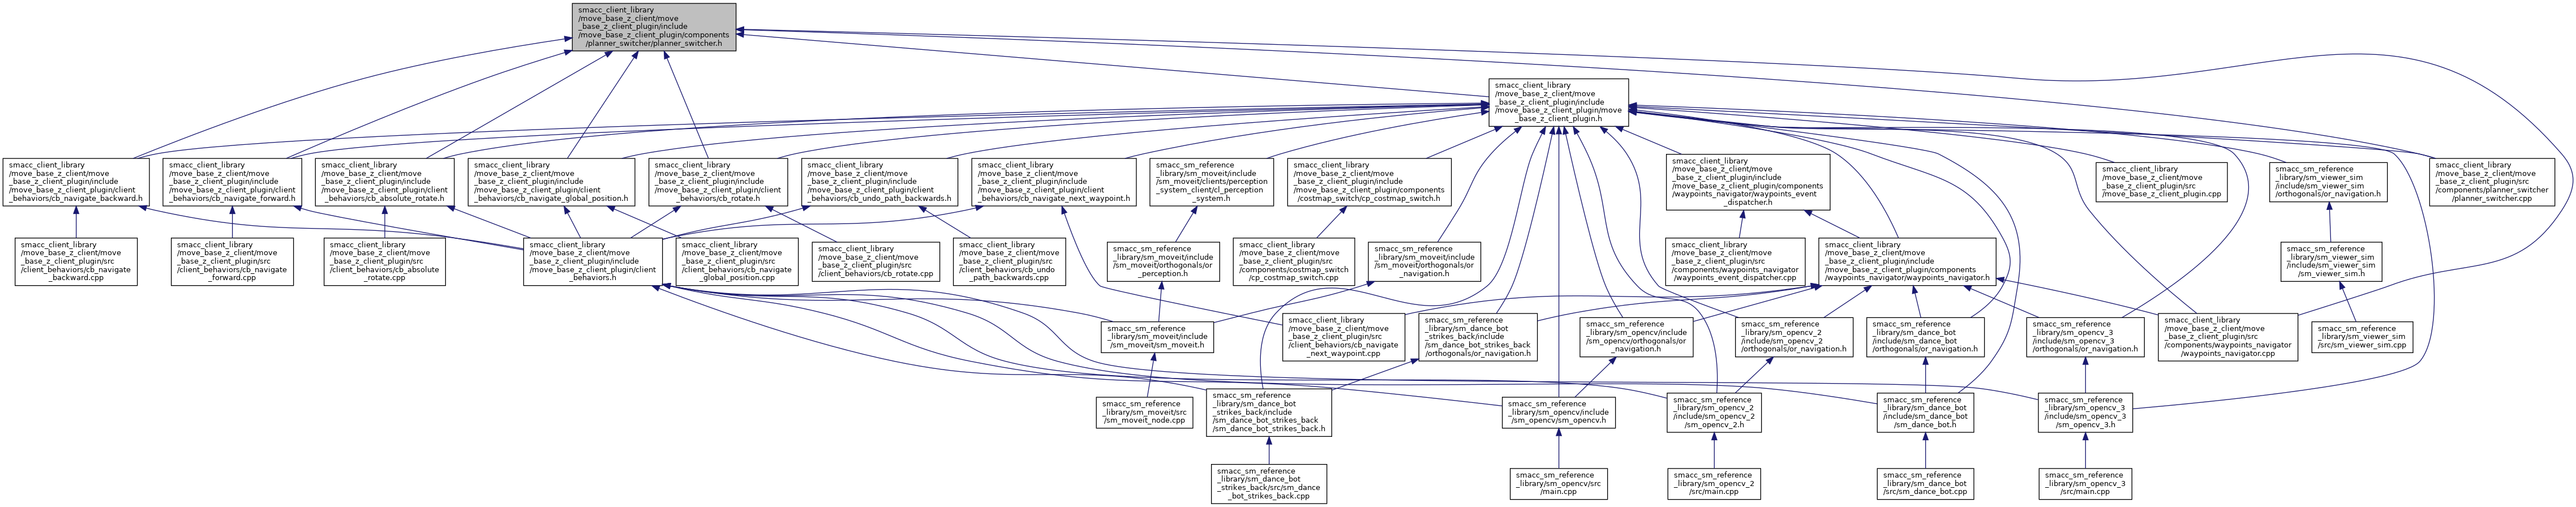 smacc_client_library
/move_base_z_client/move
_base_z_client_plugin/include
/move_base_z_client_plugin/components
/planner_switcher/planner_switcher.h
smacc_client_library
/move_base_z_client/move
_base_z_client_plugin/include
/move_base_z_client_plugin/move
_base_z_client_plugin.h
smacc_client_library
/move_base_z_client/move
_base_z_client_plugin/include
/move_base_z_client_plugin/client
_behaviors/cb_navigate_backward.h
smacc_client_library
/move_base_z_client/move
_base_z_client_plugin/include
/move_base_z_client_plugin/client
_behaviors/cb_navigate_forward.h
smacc_client_library
/move_base_z_client/move
_base_z_client_plugin/include
/move_base_z_client_plugin/client
_behaviors/cb_absolute_rotate.h
smacc_client_library
/move_base_z_client/move
_base_z_client_plugin/include
/move_base_z_client_plugin/client
_behaviors/cb_navigate_global_position.h
smacc_client_library
/move_base_z_client/move
_base_z_client_plugin/include
/move_base_z_client_plugin/client
_behaviors/cb_rotate.h
smacc_client_library
/move_base_z_client/move
_base_z_client_plugin/include
/move_base_z_client_plugin/client
_behaviors/cb_undo_path_backwards.h
smacc_client_library
/move_base_z_client/move
_base_z_client_plugin/include
/move_base_z_client_plugin/client
_behaviors/cb_navigate_next_waypoint.h
smacc_sm_reference
_library/sm_moveit/include
/sm_moveit/clients/perception
_system_client/cl_perception
_system.h
smacc_client_library
/move_base_z_client/move
_base_z_client_plugin/include
/move_base_z_client_plugin/components
/costmap_switch/cp_costmap_switch.h
smacc_client_library
/move_base_z_client/move
_base_z_client_plugin/include
/move_base_z_client_plugin/components
/waypoints_navigator/waypoints_event
_dispatcher.h
smacc_client_library
/move_base_z_client/move
_base_z_client_plugin/src
/move_base_z_client_plugin.cpp
smacc_sm_reference
_library/sm_viewer_sim
/include/sm_viewer_sim
/orthogonals/or_navigation.h
smacc_client_library
/move_base_z_client/move
_base_z_client_plugin/src
/components/planner_switcher
/planner_switcher.cpp
smacc_client_library
/move_base_z_client/move
_base_z_client_plugin/src
/client_behaviors/cb_navigate
_backward.cpp
smacc_client_library
/move_base_z_client/move
_base_z_client_plugin/src
/client_behaviors/cb_navigate
_forward.cpp
smacc_client_library
/move_base_z_client/move
_base_z_client_plugin/src
/client_behaviors/cb_absolute
_rotate.cpp
smacc_client_library
/move_base_z_client/move
_base_z_client_plugin/include
/move_base_z_client_plugin/client
_behaviors.h
smacc_client_library
/move_base_z_client/move
_base_z_client_plugin/src
/client_behaviors/cb_navigate
_global_position.cpp
smacc_client_library
/move_base_z_client/move
_base_z_client_plugin/src
/client_behaviors/cb_rotate.cpp
smacc_client_library
/move_base_z_client/move
_base_z_client_plugin/src
/client_behaviors/cb_undo
_path_backwards.cpp
smacc_sm_reference
_library/sm_moveit/include
/sm_moveit/orthogonals/or
_perception.h
smacc_client_library
/move_base_z_client/move
_base_z_client_plugin/src
/components/costmap_switch
/cp_costmap_switch.cpp
smacc_sm_reference
_library/sm_moveit/include
/sm_moveit/orthogonals/or
_navigation.h
smacc_client_library
/move_base_z_client/move
_base_z_client_plugin/src
/components/waypoints_navigator
/waypoints_event_dispatcher.cpp
smacc_client_library
/move_base_z_client/move
_base_z_client_plugin/include
/move_base_z_client_plugin/components
/waypoints_navigator/waypoints_navigator.h
smacc_sm_reference
_library/sm_viewer_sim
/include/sm_viewer_sim
/sm_viewer_sim.h
smacc_sm_reference
_library/sm_moveit/include
/sm_moveit/sm_moveit.h
smacc_client_library
/move_base_z_client/move
_base_z_client_plugin/src
/client_behaviors/cb_navigate
_next_waypoint.cpp
smacc_sm_reference
_library/sm_dance_bot
_strikes_back/include
/sm_dance_bot_strikes_back
/orthogonals/or_navigation.h
smacc_sm_reference
_library/sm_opencv/include
/sm_opencv/orthogonals/or
_navigation.h
smacc_sm_reference
_library/sm_opencv_2
/include/sm_opencv_2
/orthogonals/or_navigation.h
smacc_sm_reference
_library/sm_dance_bot
/include/sm_dance_bot
/orthogonals/or_navigation.h
smacc_sm_reference
_library/sm_opencv_3
/include/sm_opencv_3
/orthogonals/or_navigation.h
smacc_client_library
/move_base_z_client/move
_base_z_client_plugin/src
/components/waypoints_navigator
/waypoints_navigator.cpp
smacc_sm_reference
_library/sm_viewer_sim
/src/sm_viewer_sim.cpp
smacc_sm_reference
_library/sm_moveit/src
/sm_moveit_node.cpp
smacc_sm_reference
_library/sm_dance_bot
_strikes_back/include
/sm_dance_bot_strikes_back
/sm_dance_bot_strikes_back.h
smacc_sm_reference
_library/sm_opencv/include
/sm_opencv/sm_opencv.h
smacc_sm_reference
_library/sm_opencv_2
/include/sm_opencv_2
/sm_opencv_2.h
smacc_sm_reference
_library/sm_dance_bot
/include/sm_dance_bot
/sm_dance_bot.h
smacc_sm_reference
_library/sm_opencv_3
/include/sm_opencv_3
/sm_opencv_3.h
smacc_sm_reference
_library/sm_dance_bot
_strikes_back/src/sm_dance
_bot_strikes_back.cpp
smacc_sm_reference
_library/sm_opencv/src
/main.cpp
smacc_sm_reference
_library/sm_opencv_2
/src/main.cpp
smacc_sm_reference
_library/sm_dance_bot
/src/sm_dance_bot.cpp
smacc_sm_reference
_library/sm_opencv_3
/src/main.cpp